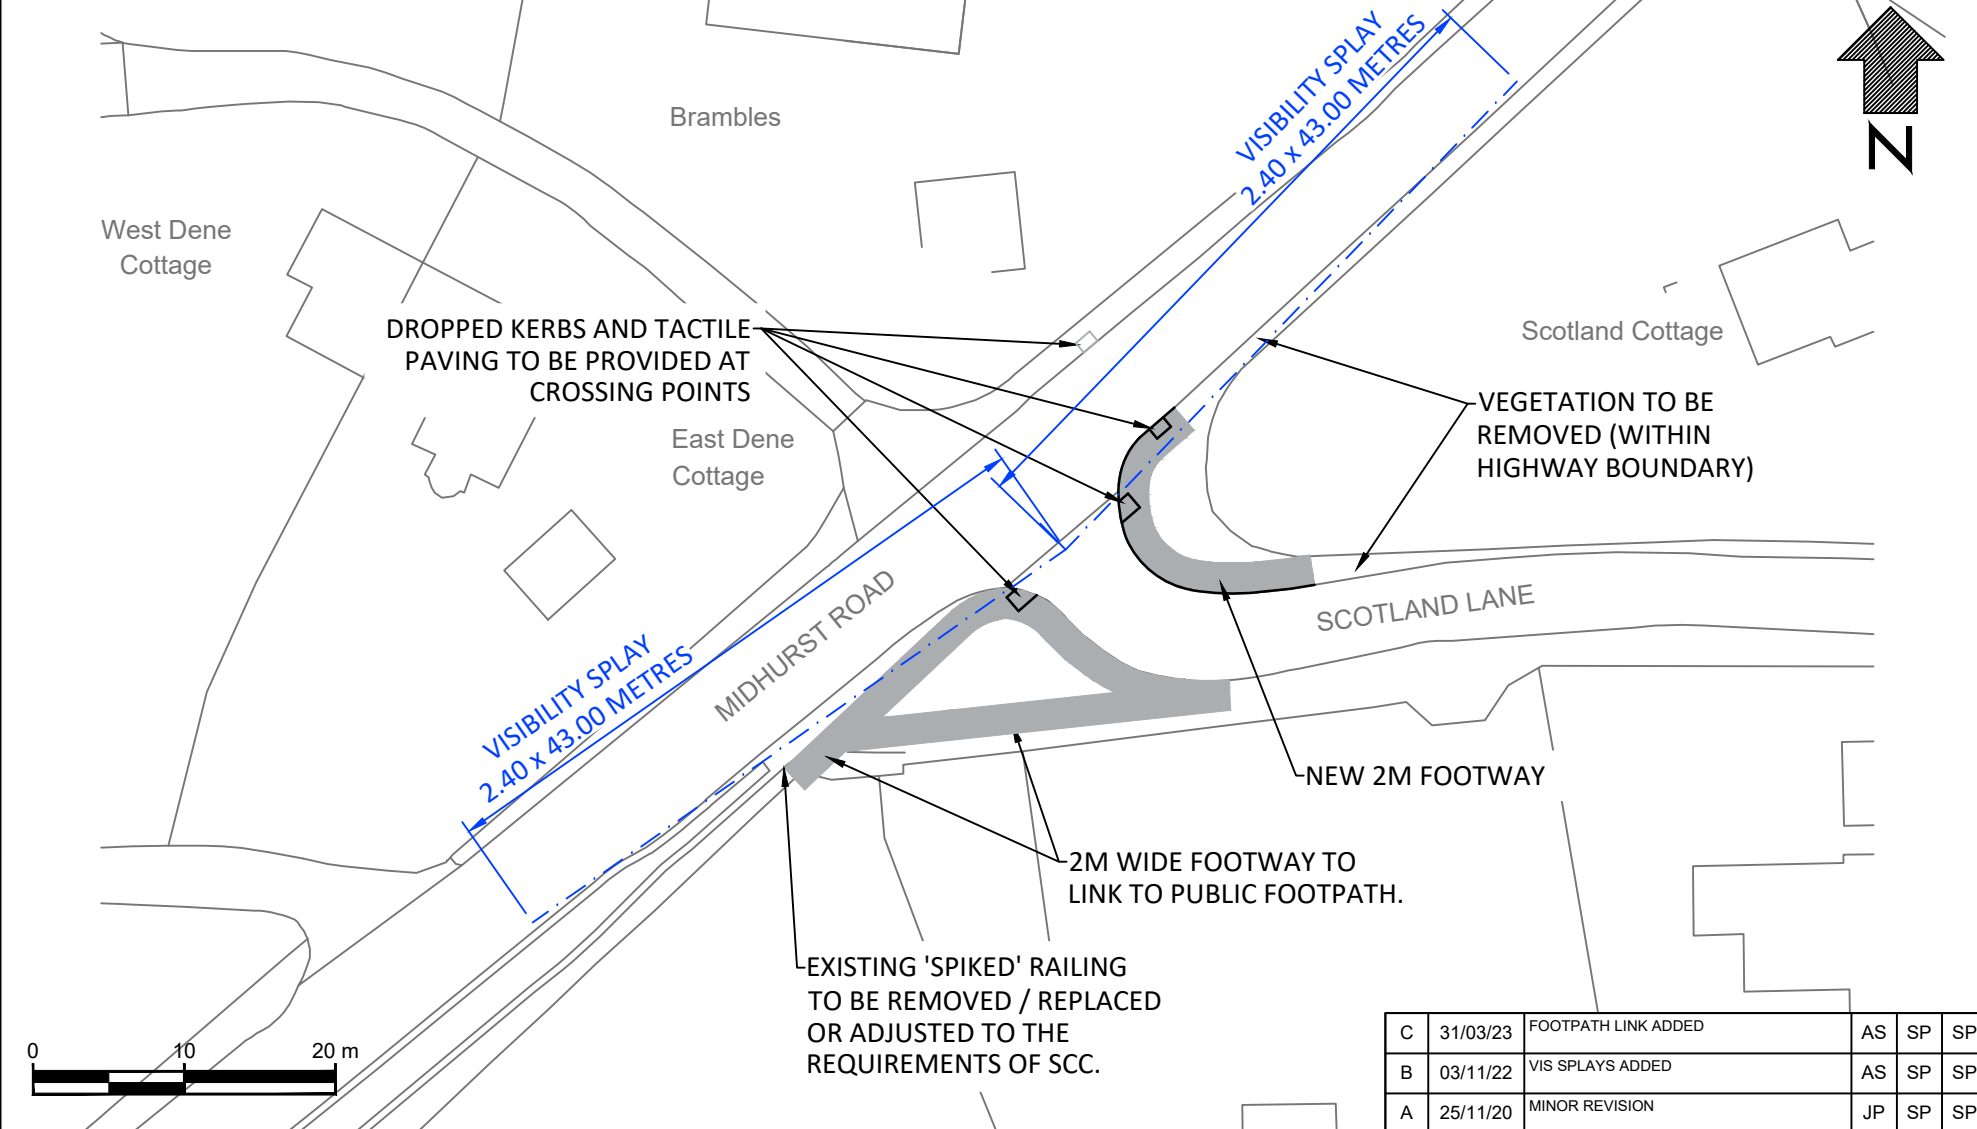 VISIBILITY SPLAY
2.40 x 43.00 METRES
N
Brambles
West Dene
Cottage
Scotland Cottage
DROPPED KERBS AND TACTILE
PAVING TO BE PROVIDED AT
CROSSING POINTS
VEGETATION TO BE
REMOVED (WITHIN
HIGHWAY BOUNDARY)
East Dene
Cottage
SCOTLAND LANE
MIDHURST ROAD
VISIBILITY SPLAY
2.40 x 43.00 METRES
NEW 2M FOOTWAY
2M WIDE FOOTWAY TO
LINK TO PUBLIC FOOTPATH.
EXISTING 'SPIKED' RAILING
TO BE REMOVED / REPLACED
OR ADJUSTED TO THE
REQUIREMENTS OF SCC.
0 10 20 m
C 31/03/23 FOOTPATH LINK ADDED AS SP SP
B 03/11/22 VIS SPLAYS ADDED AS SP SP
A 25/11/20 MINOR REVISION JP SP SP